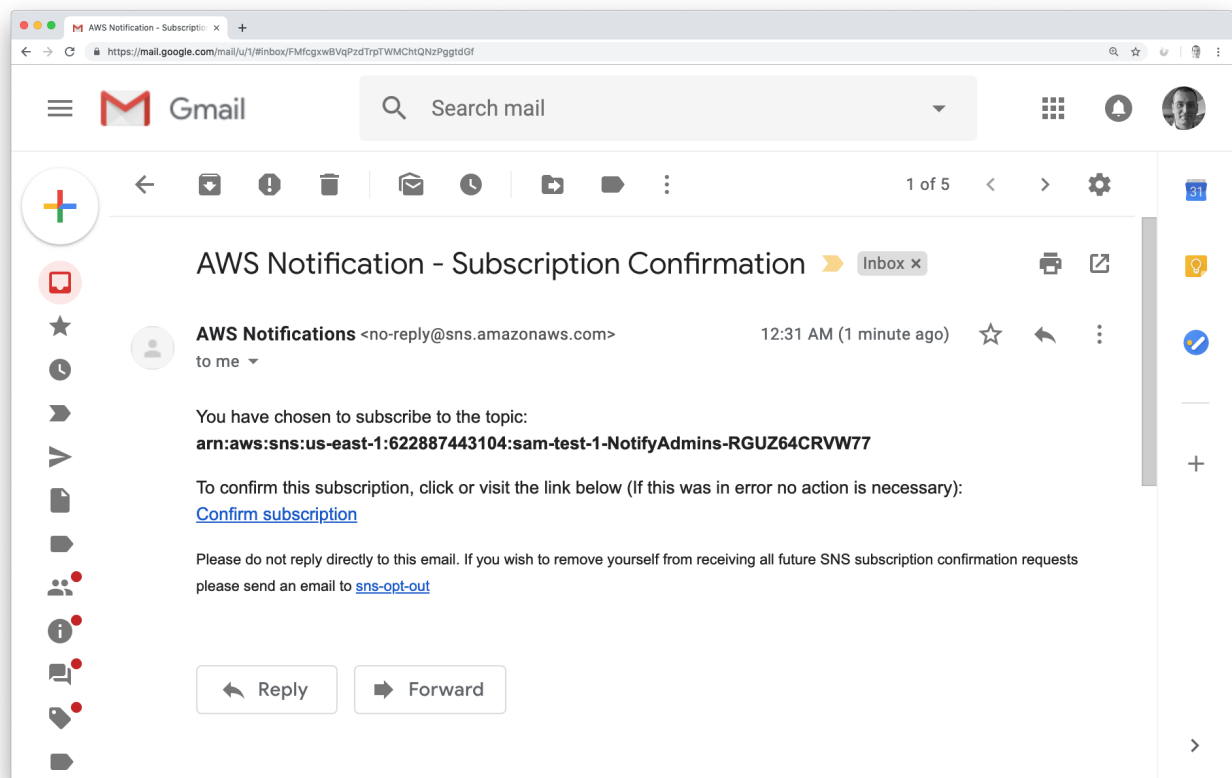 AWS Notification - Subscription
https://mail.google.com/mail/u/1/#inbox/FMfcgxwBVqPzdTrpTWMChtQNzPggtdGf
Gmail
Search mail
1 of 5
31
AWS Notification - Subscription Confirmation
Inbox ×
AWS Notifications <no-reply@sns.amazonaws.com>
12:31 AM (1 minute ago)
to me
You have chosen to subscribe to the topic:
arn:aws:sns:us-east-1:622887443104:sam-test-1-NotifyAdmins-RGUZ64CRVW77
To confirm this subscription, click or visit the link below (If this was in error no action is necessary):
Confirm subscription
Please do not reply directly to this email. If you wish to remove yourself from receiving all future SNS subscription confirmation requests
please send an email to sns-opt-out
Reply
Forward